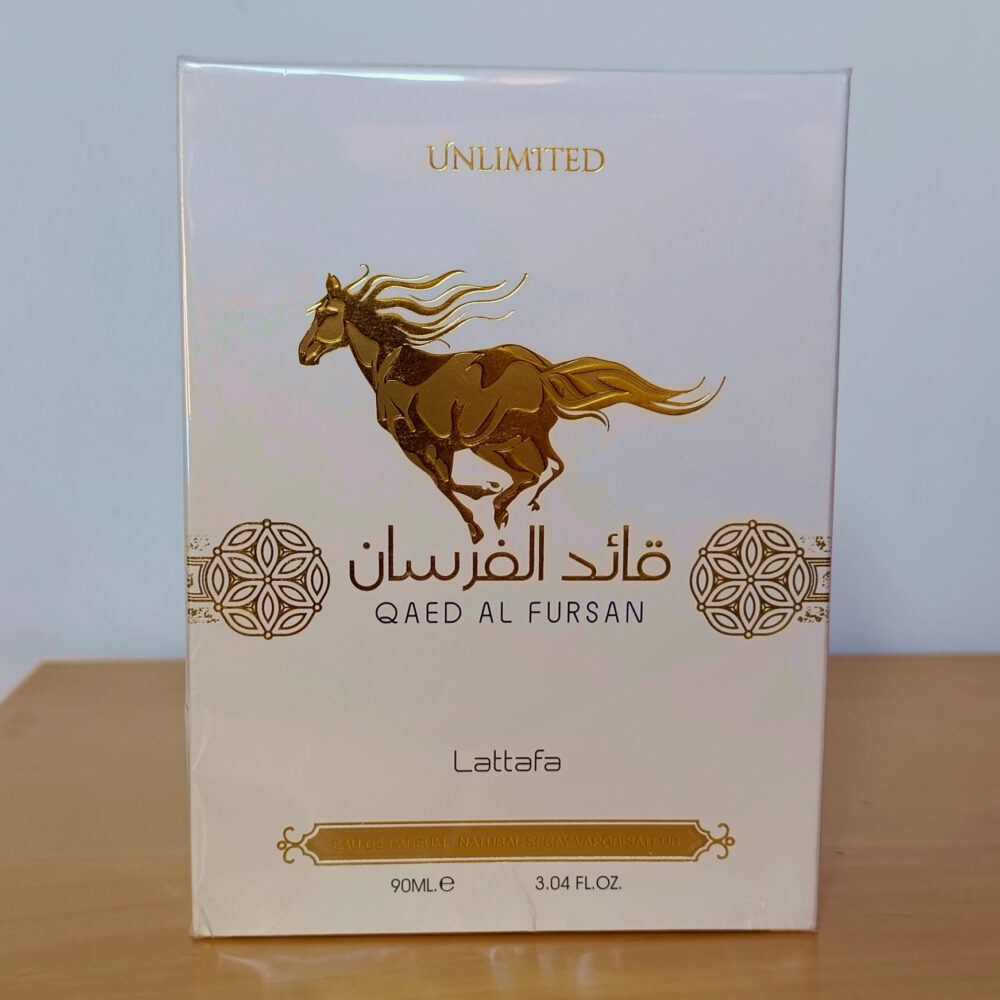 UNLIMITED
قائد الفرسان
QAED AL FURSAN
Lattafa
EAU DE PARFUM - NATURAL SPRAY VAPORISATEUR
90ML.e 3.04 FL.OZ.